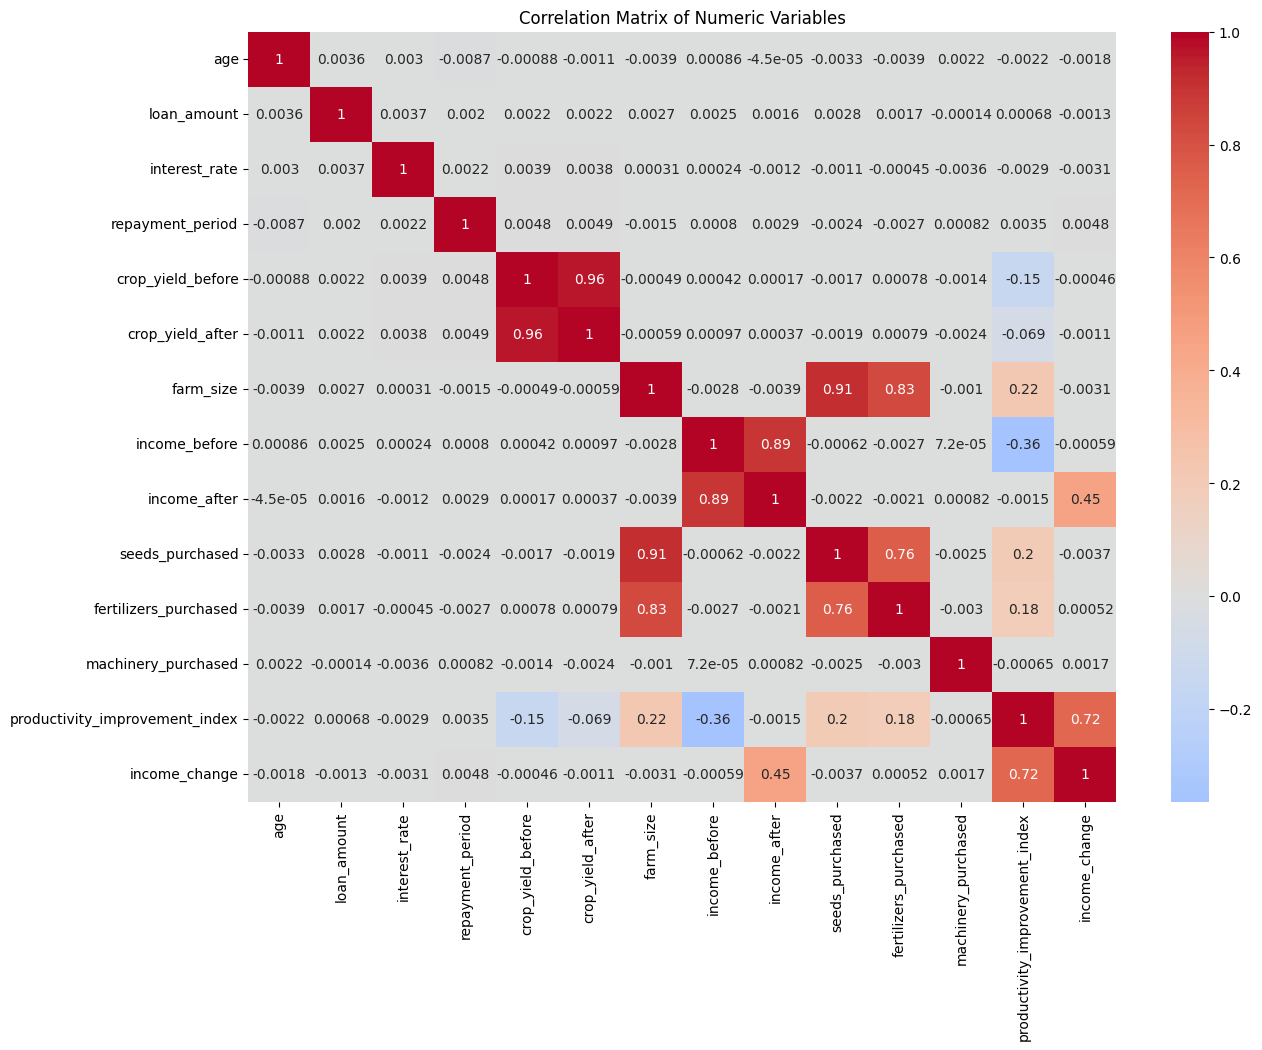 Correlation Matrix of Numeric Variables
age 1 0.0036 0.003 -0.0087 -0.00088 -0.0011 -0.0039 0.00086 -4.5e-05 -0.0033 -0.0039 0.0022 -0.0022 -0.0018
loan_amount 0.0036 1 0.0037 0.002 0.0022 0.0022 0.0027 0.0025 0.0016 0.0028 0.0017 -0.00014 0.00068 -0.0013
interest_rate 0.003 0.0037 1 0.0022 0.0039 0.0038 0.00031 0.00024 -0.0012 -0.0011 -0.00045 -0.0036 -0.0029 -0.0031
repayment_period -0.0087 0.002 0.0022 1 0.0048 0.0049 -0.0015 0.0008 0.0029 -0.0024 -0.0027 0.00082 0.0035 0.0048
crop_yield_before -0.00088 0.0022 0.0039 0.0048 1 0.96 -0.00049 0.00042 0.00017 -0.0017 0.00078 -0.0014 -0.15 -0.00046
crop_yield_after -0.0011 0.0022 0.0038 0.0049 0.96 1 -0.00059 0.00097 0.00037 -0.0019 0.00079 -0.0024 -0.069 -0.0011
farm_size -0.0039 0.0027 0.00031 -0.0015 -0.00049 -0.00059 1 -0.0028 -0.0039 0.91 0.83 -0.001 0.22 -0.0031
income_before 0.00086 0.0025 0.00024 0.0008 0.00042 0.00097 -0.0028 1 0.89 -0.00062 -0.0027 7.2e-05 -0.36 -0.00059
income_after -4.5e-05 0.0016 -0.0012 0.0029 0.00017 0.00037 -0.0039 0.89 1 -0.0022 -0.0021 0.00082 -0.0015 0.45
seeds_purchased -0.0033 0.0028 -0.0011 -0.0024 -0.0017 -0.0019 0.91 -0.00062 -0.0022 1 0.76 -0.0025 0.2 -0.0037
fertilizers_purchased -0.0039 0.0017 -0.00045 -0.0027 0.00078 0.00079 0.83 -0.0027 -0.0021 0.76 1 -0.003 0.18 0.00052
machinery_purchased 0.0022 -0.00014 -0.0036 0.00082 -0.0014 -0.0024 -0.001 7.2e-05 0.00082 -0.0025 -0.003 1 -0.00065 0.0017
productivity_improvement_index -0.0022 0.00068 -0.0029 0.0035 -0.15 -0.069 0.22 -0.36 -0.0015 0.2 0.18 -0.00065 1 0.72
income_change -0.0018 -0.0013 -0.0031 0.0048 -0.00046 -0.0011 -0.0031 -0.00059 0.45 -0.0037 0.00052 0.0017 0.72 1
age
loan_amount
interest_rate
repayment_period
crop_yield_before
crop_yield_after
farm_size
income_before
income_after
seeds_purchased
fertilizers_purchased
machinery_purchased
productivity_improvement_index
income_change
1.0
0.8
0.6
0.4
0.2
0.0
−0.2